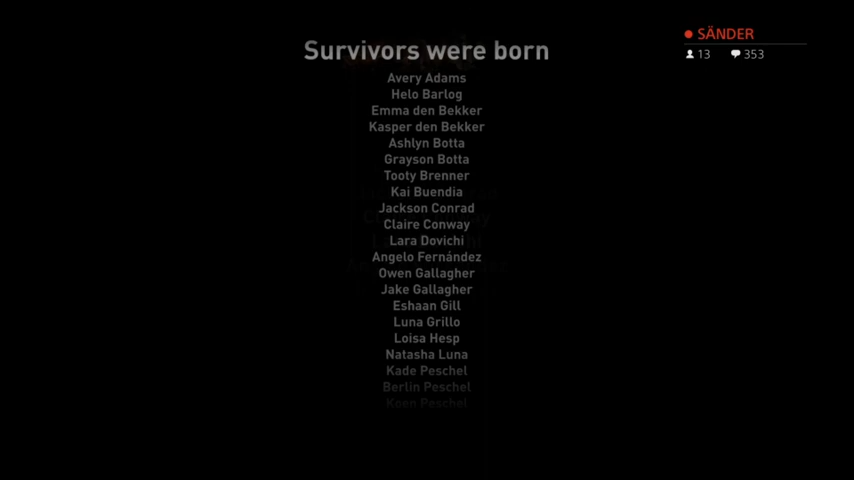 Survivors were born
SÄNDER
13 353
Avery Adams
Helo Barlog
Emma den Bekker
Kasper den Bekker
Ashlyn Botta
Grayson Botta
Tooty Brenner
Kai Buendia
Jackson Conrad
Claire Conway
Lara Dovichi
Angelo Fernández
Owen Gallagher
Jake Gallagher
Eshaan Gill
Luna Grillo
Loisa Hesp
Natasha Luna
Kade Peschel
Berlin Peschel
Koen Peschel